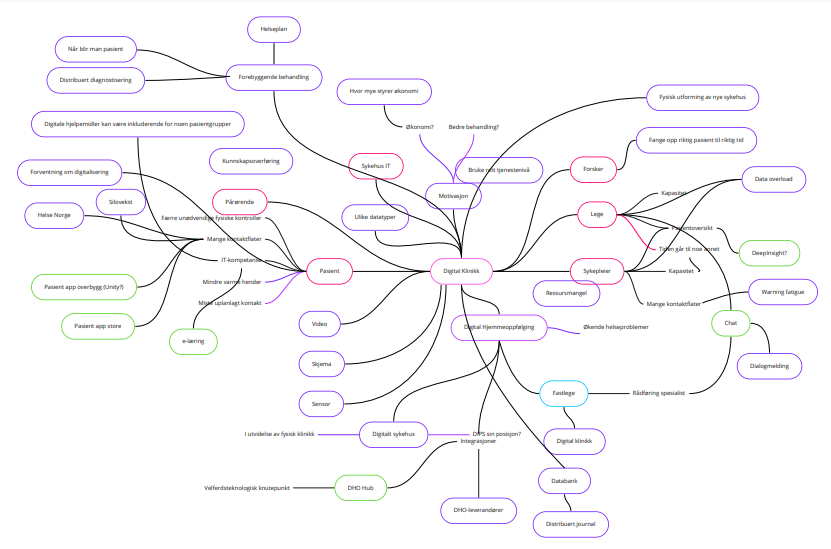 Helseplan
Når blir man pasient
Distribuert diagnostisering
Forebyggende behandling
Hvor mye styrer økonomi
Fysisk utforming av nye sykehus
Digitale hjelpemidler kan være inkluderende for noen pasientgrupper
Økonomi?
Bedre behandling?
Fange opp riktig pasient til riktig tid
Kunnskapsoverføring
Sykehus IT
Bruke rett tjenestenivå
Forsker
Forventning om digitalisering
Data overload
Silovekst
Pårørende
Motivasjon
Kapasitet
Helse Norge
Færre unødvendige fysiske kontroller
Ulike datatyper
Lege
Pasientoversikt
Mange kontaktflater
Tiden går til noe annet
DeepInsight?
IT-kompetanse
Pasient
Digital Klinikk
Sykepleier
Kapasitet
Mindre varme hender
Pasient app overbygg (Unity?)
Ressursmangel
Warning fatigue
Miste uplanlagt kontakt
Mange kontaktflater
Pasient app store
Video
Digital Hjemmeoppfølging
Økende helseproblemer
Chat
e-læring
Skjema
Dialogmelding
Fastlege
Rådføring spesialist
Sensor
I utvidelse av fysisk klinikk
Digitalt sykehus
DIPS sin posisjon?
Integrasjoner
Digital klinikk
Velferdsteknologisk knutepunkt
DHO Hub
Databank
DHO-leverandører
Distribuert journal